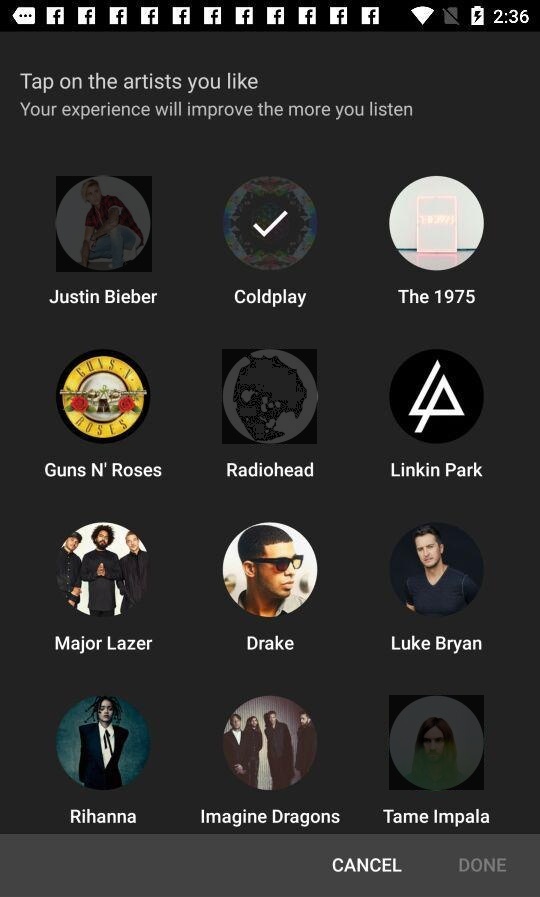 2:36
Tap on the artists you like
Your experience will improve the more you listen
Justin Bieber
Coldplay
The 1975
GUNS N' ROSES
Guns N' Roses
Radiohead
Linkin Park
Major Lazer
Drake
Luke Bryan
Rihanna
Imagine Dragons
Tame Impala
CANCEL
DONE